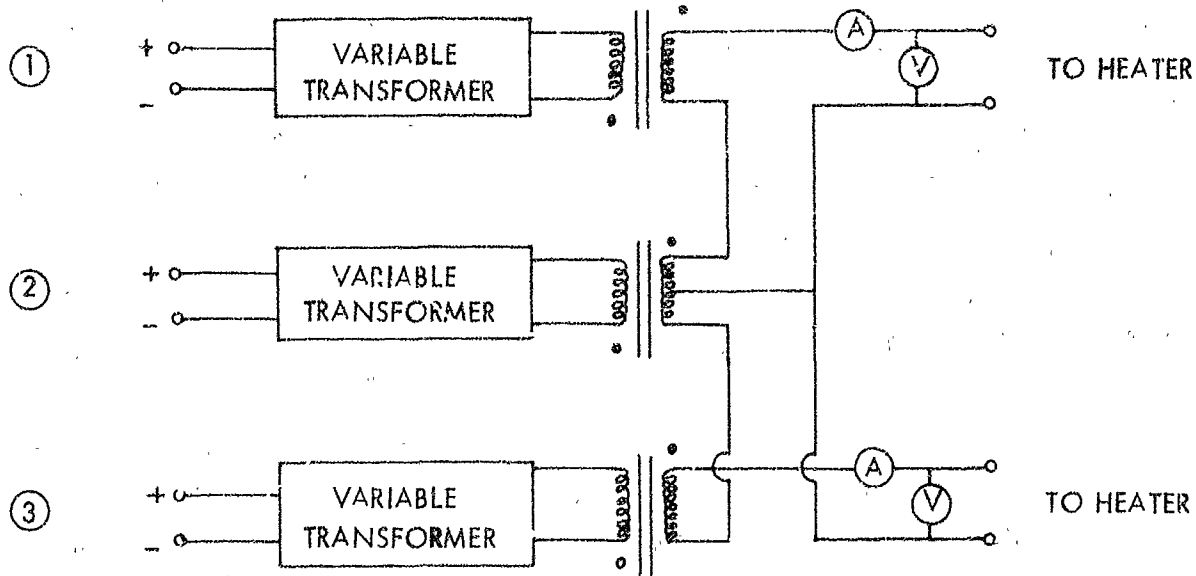 1
+
-
VARIABLE
TRANSFORMER
A
V
TO HEATER
2
+
-
VARIABLE
TRANSFORMER
3
+
-
VARIABLE
TRANSFORMER
A
V
TO HEATER